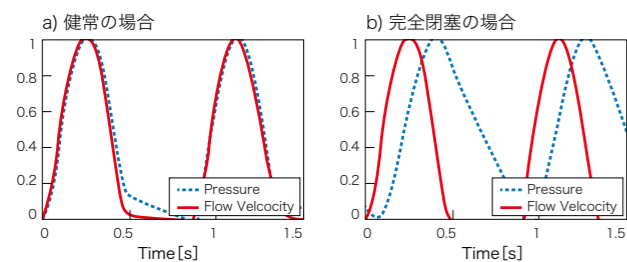 a) 健常の場合
1
0.8
0.6
0.4
0.2
0
0.5
1
1.5
Time[s]
Pressure
Flow Velcocity
b) 完全閉塞の場合
1
0.8
0.6
0.4
0.2
0
0.5
1
1.5
Time[s]
Pressure
Flow Velcocity